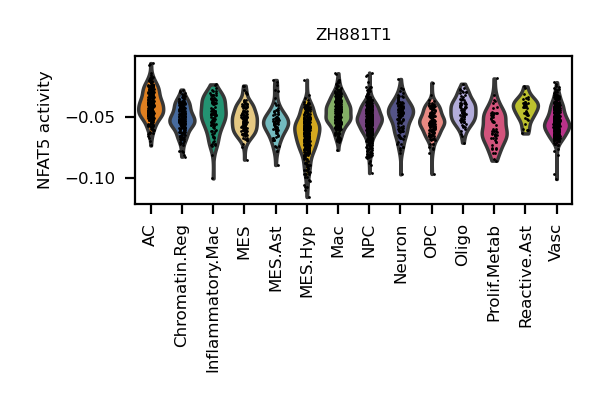 ZH881T1
NFAT5 activity
−0.05
−0.10
AC
Chromatin.Reg
Inflammatory.Mac
MES
MES.Ast
MES.Hyp
Mac
NPC
Neuron
OPC
Oligo
Prolif.Metab
Reactive.Ast
Vasc